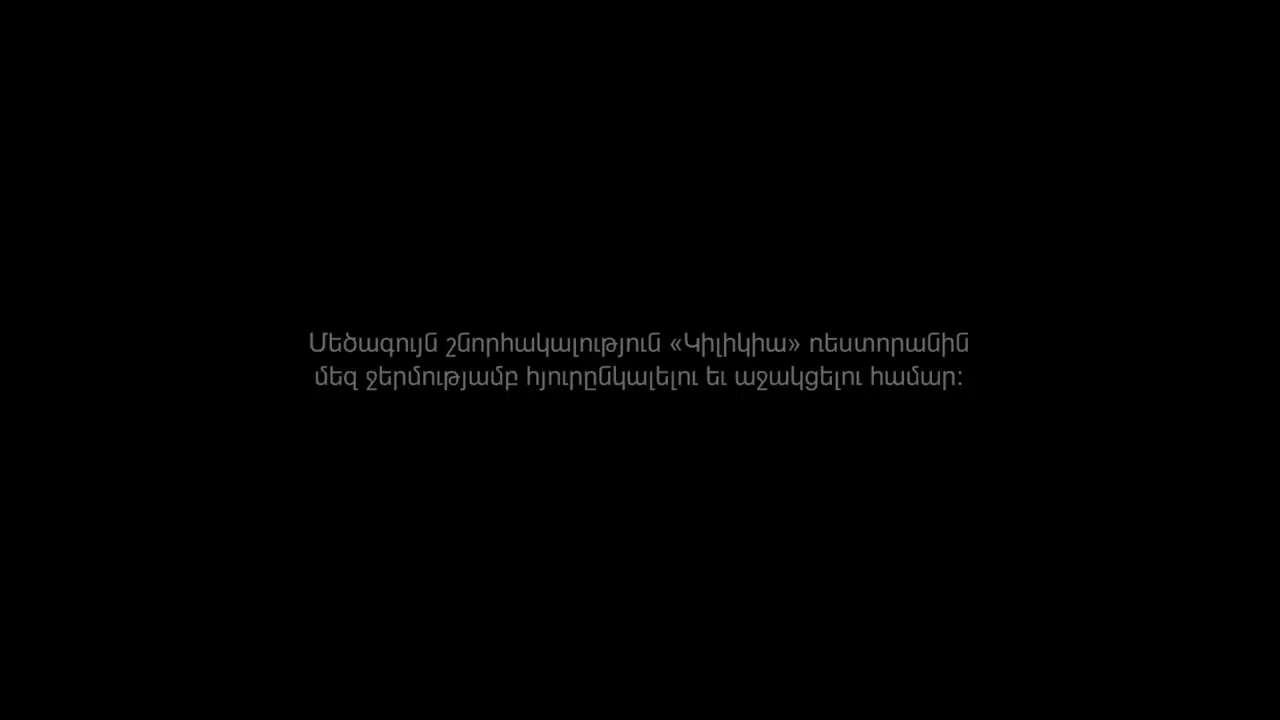 Մեծագույն շնորհակալություն «Կիլիկիա» ռեստորանին
մեզ ջերմությամբ հյուրընկալելու եւ աջակցելու համար: